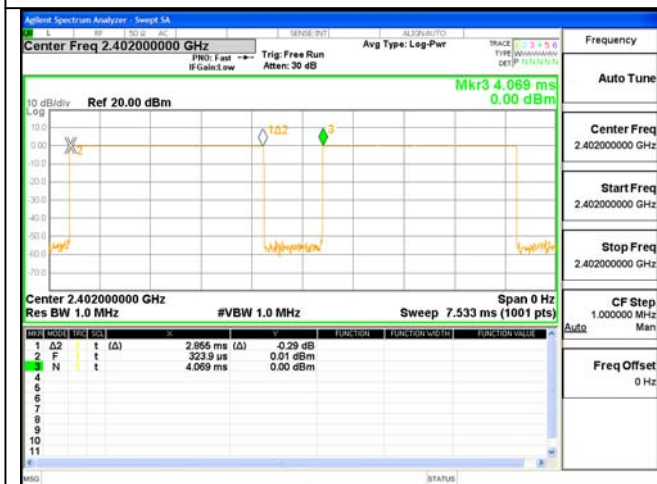 Agilent Spectrum Analyzer - Swept SA
L RF 50 Ω AC SENSE:INT ALIGNAUTO
Center Freq 2.402000000 GHz
PNO: Fast
IFGain:Low
Trig: Free Run
Atten: 30 dB
Avg Type: Log-Pwr
TRACE 1 2 3 4 5 6
TYPE
DET P N N N N N
Mkr3 4.069 ms
0.00 dBm
10 dB/div Ref 20.00 dBm
Log
10.0
0.00
-10.0
-20.0
-30.0
-40.0
-50.0
-60.0
-70.0
2
1Δ2
3
Center 2.402000000 GHz Span 0 Hz
Res BW 1.0 MHz #VBW 1.0 MHz Sweep 7.533 ms (1001 pts)
MKR MODE TRC SCL X Y FUNCTION FUNCTION WIDTH FUNCTION VALUE
1 Δ2 1 t (Δ) 2.855 ms (Δ) -0.29 dB
2 F 1 t 323.9 us 0.01 dBm
3 N 1 t 4.069 ms 0.00 dBm
4
5
6
7
8
9
10
11
MSG STATUS
Frequency
Auto Tune
Center Freq
2.402000000 GHz
Start Freq
2.402000000 GHz
Stop Freq
2.402000000 GHz
CF Step
1.000000 MHz
Auto Man
Freq Offset
0 Hz